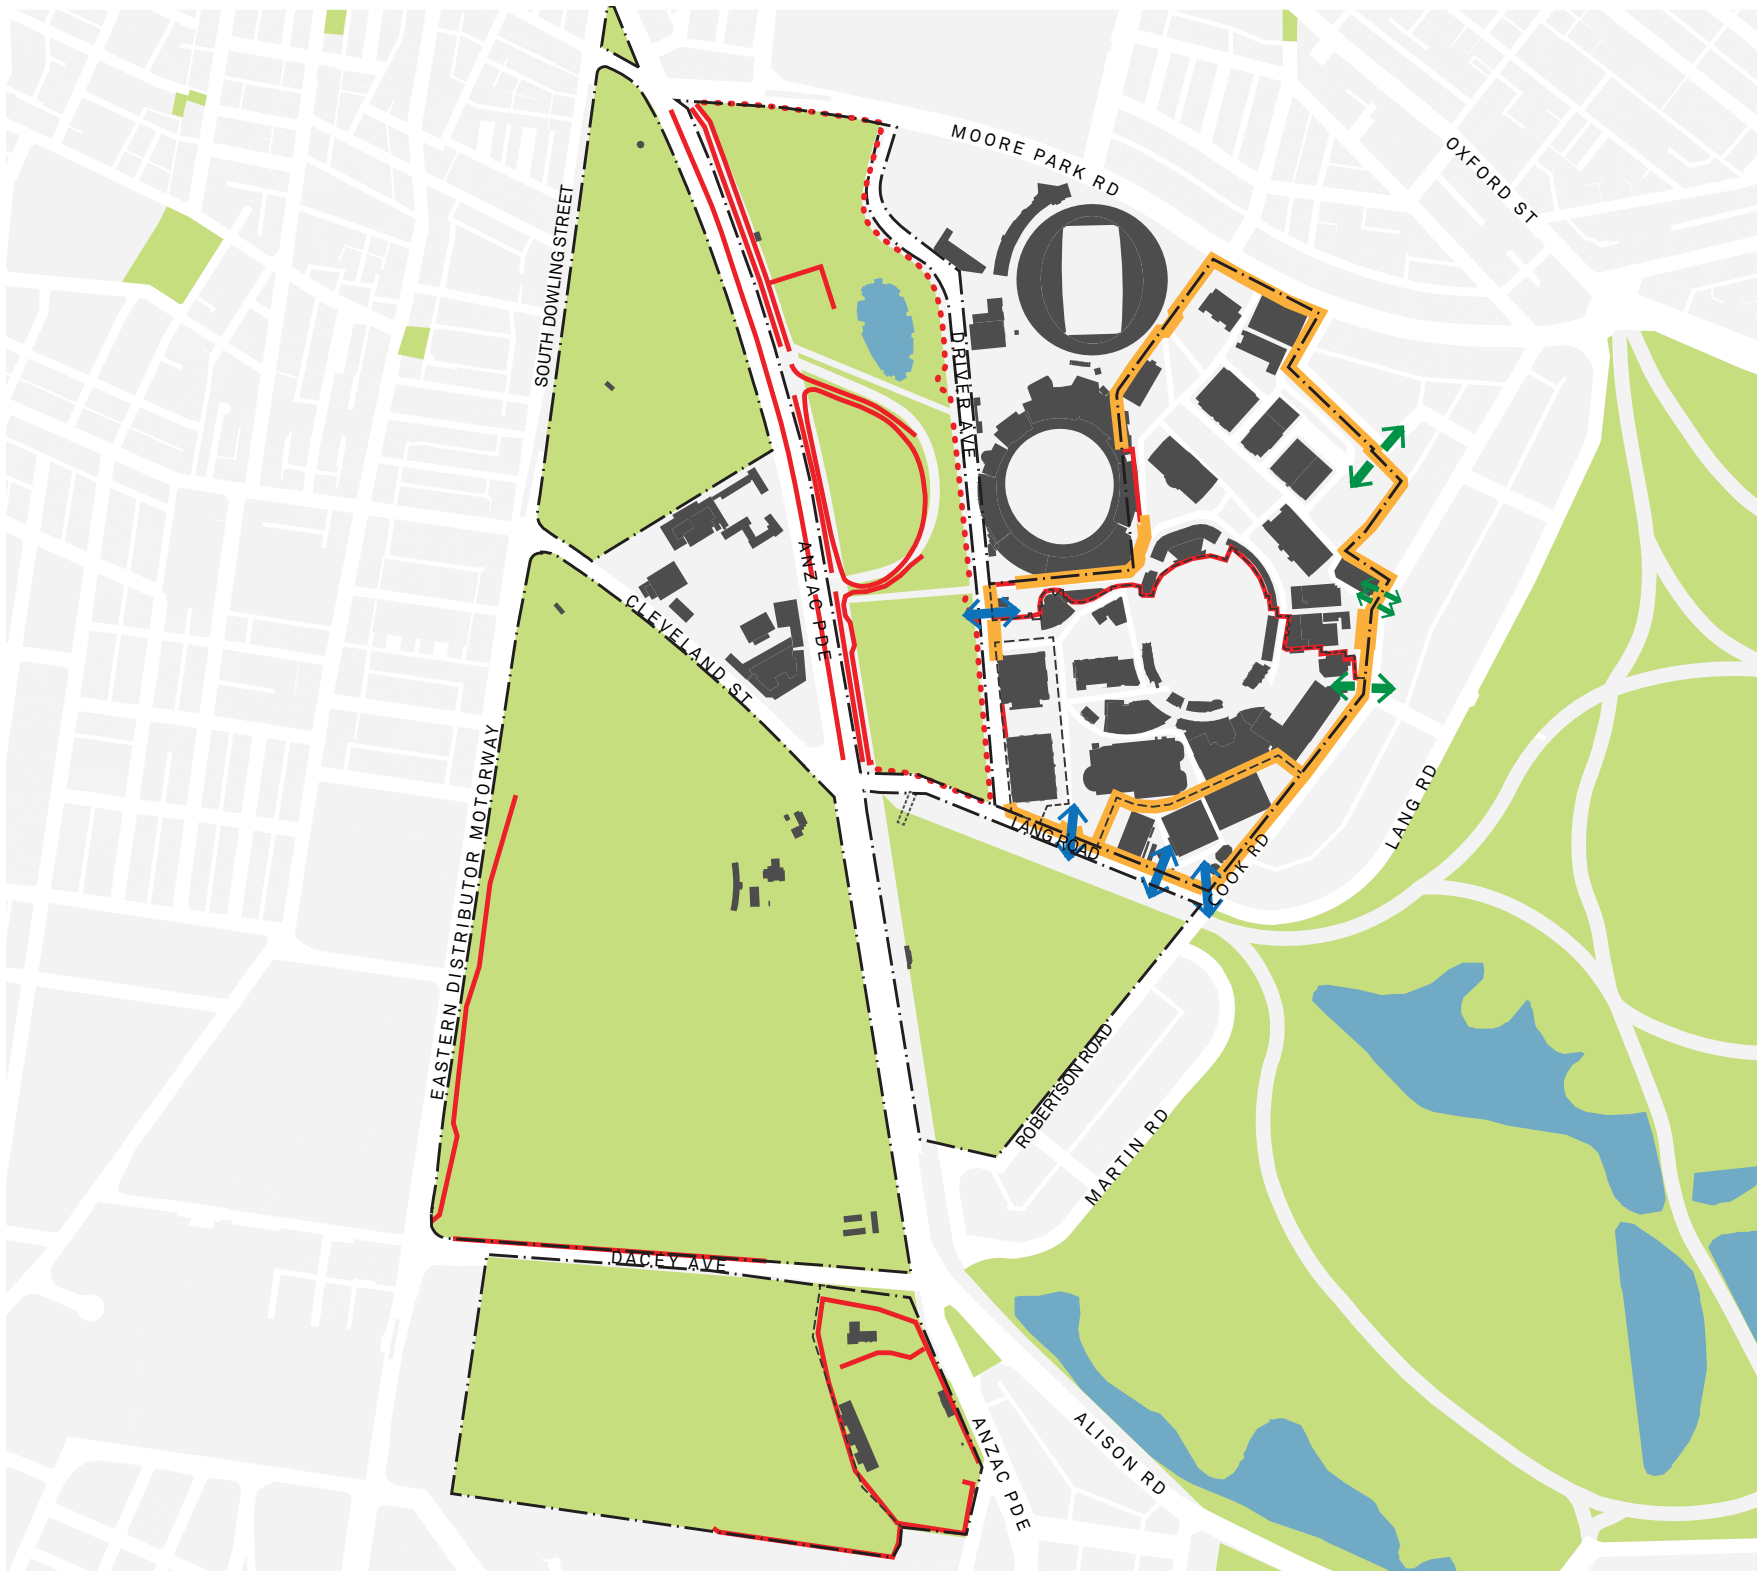 MOORE PARK RD
OXFORD ST
SOUTH DOWLING STREET
DRIVER AVE
ANZAC PDE
CLEVELAND ST
EASTERN DISTRIBUTOR MOTORWAY
LANG ROAD
COOK RD
LANG RD
ROBERTSON ROAD
MARTIN RD
DACEY AVE
ANZAC PDE
ALISON RD